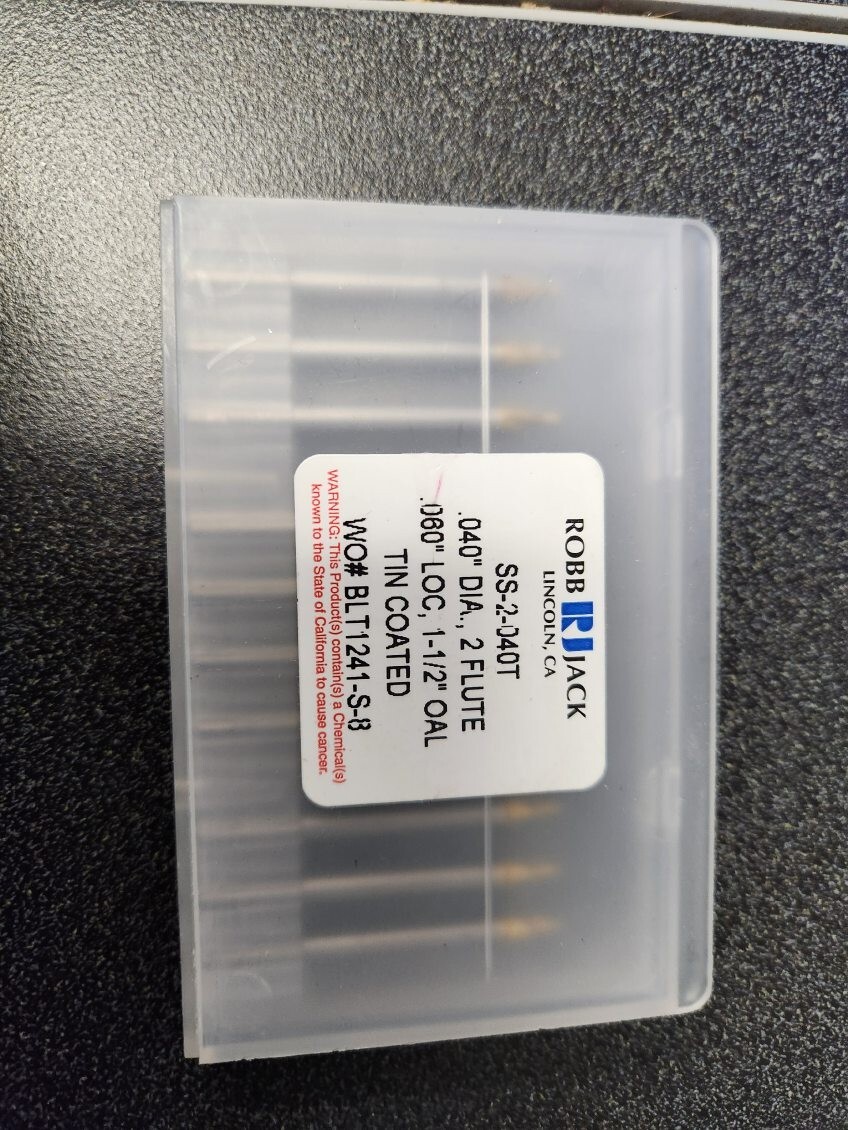 ROBB RJ JACK
LINCOLN, CA
SS-2-040T
.040" DIA., 2 FLUTE
.060" LOC, 1-1/2" OAL
TIN COATED
WO# BLT1241-S-8
WARNING: This Product(s) contain(s) a Chemical(s)
known to the State of California to cause cancer.